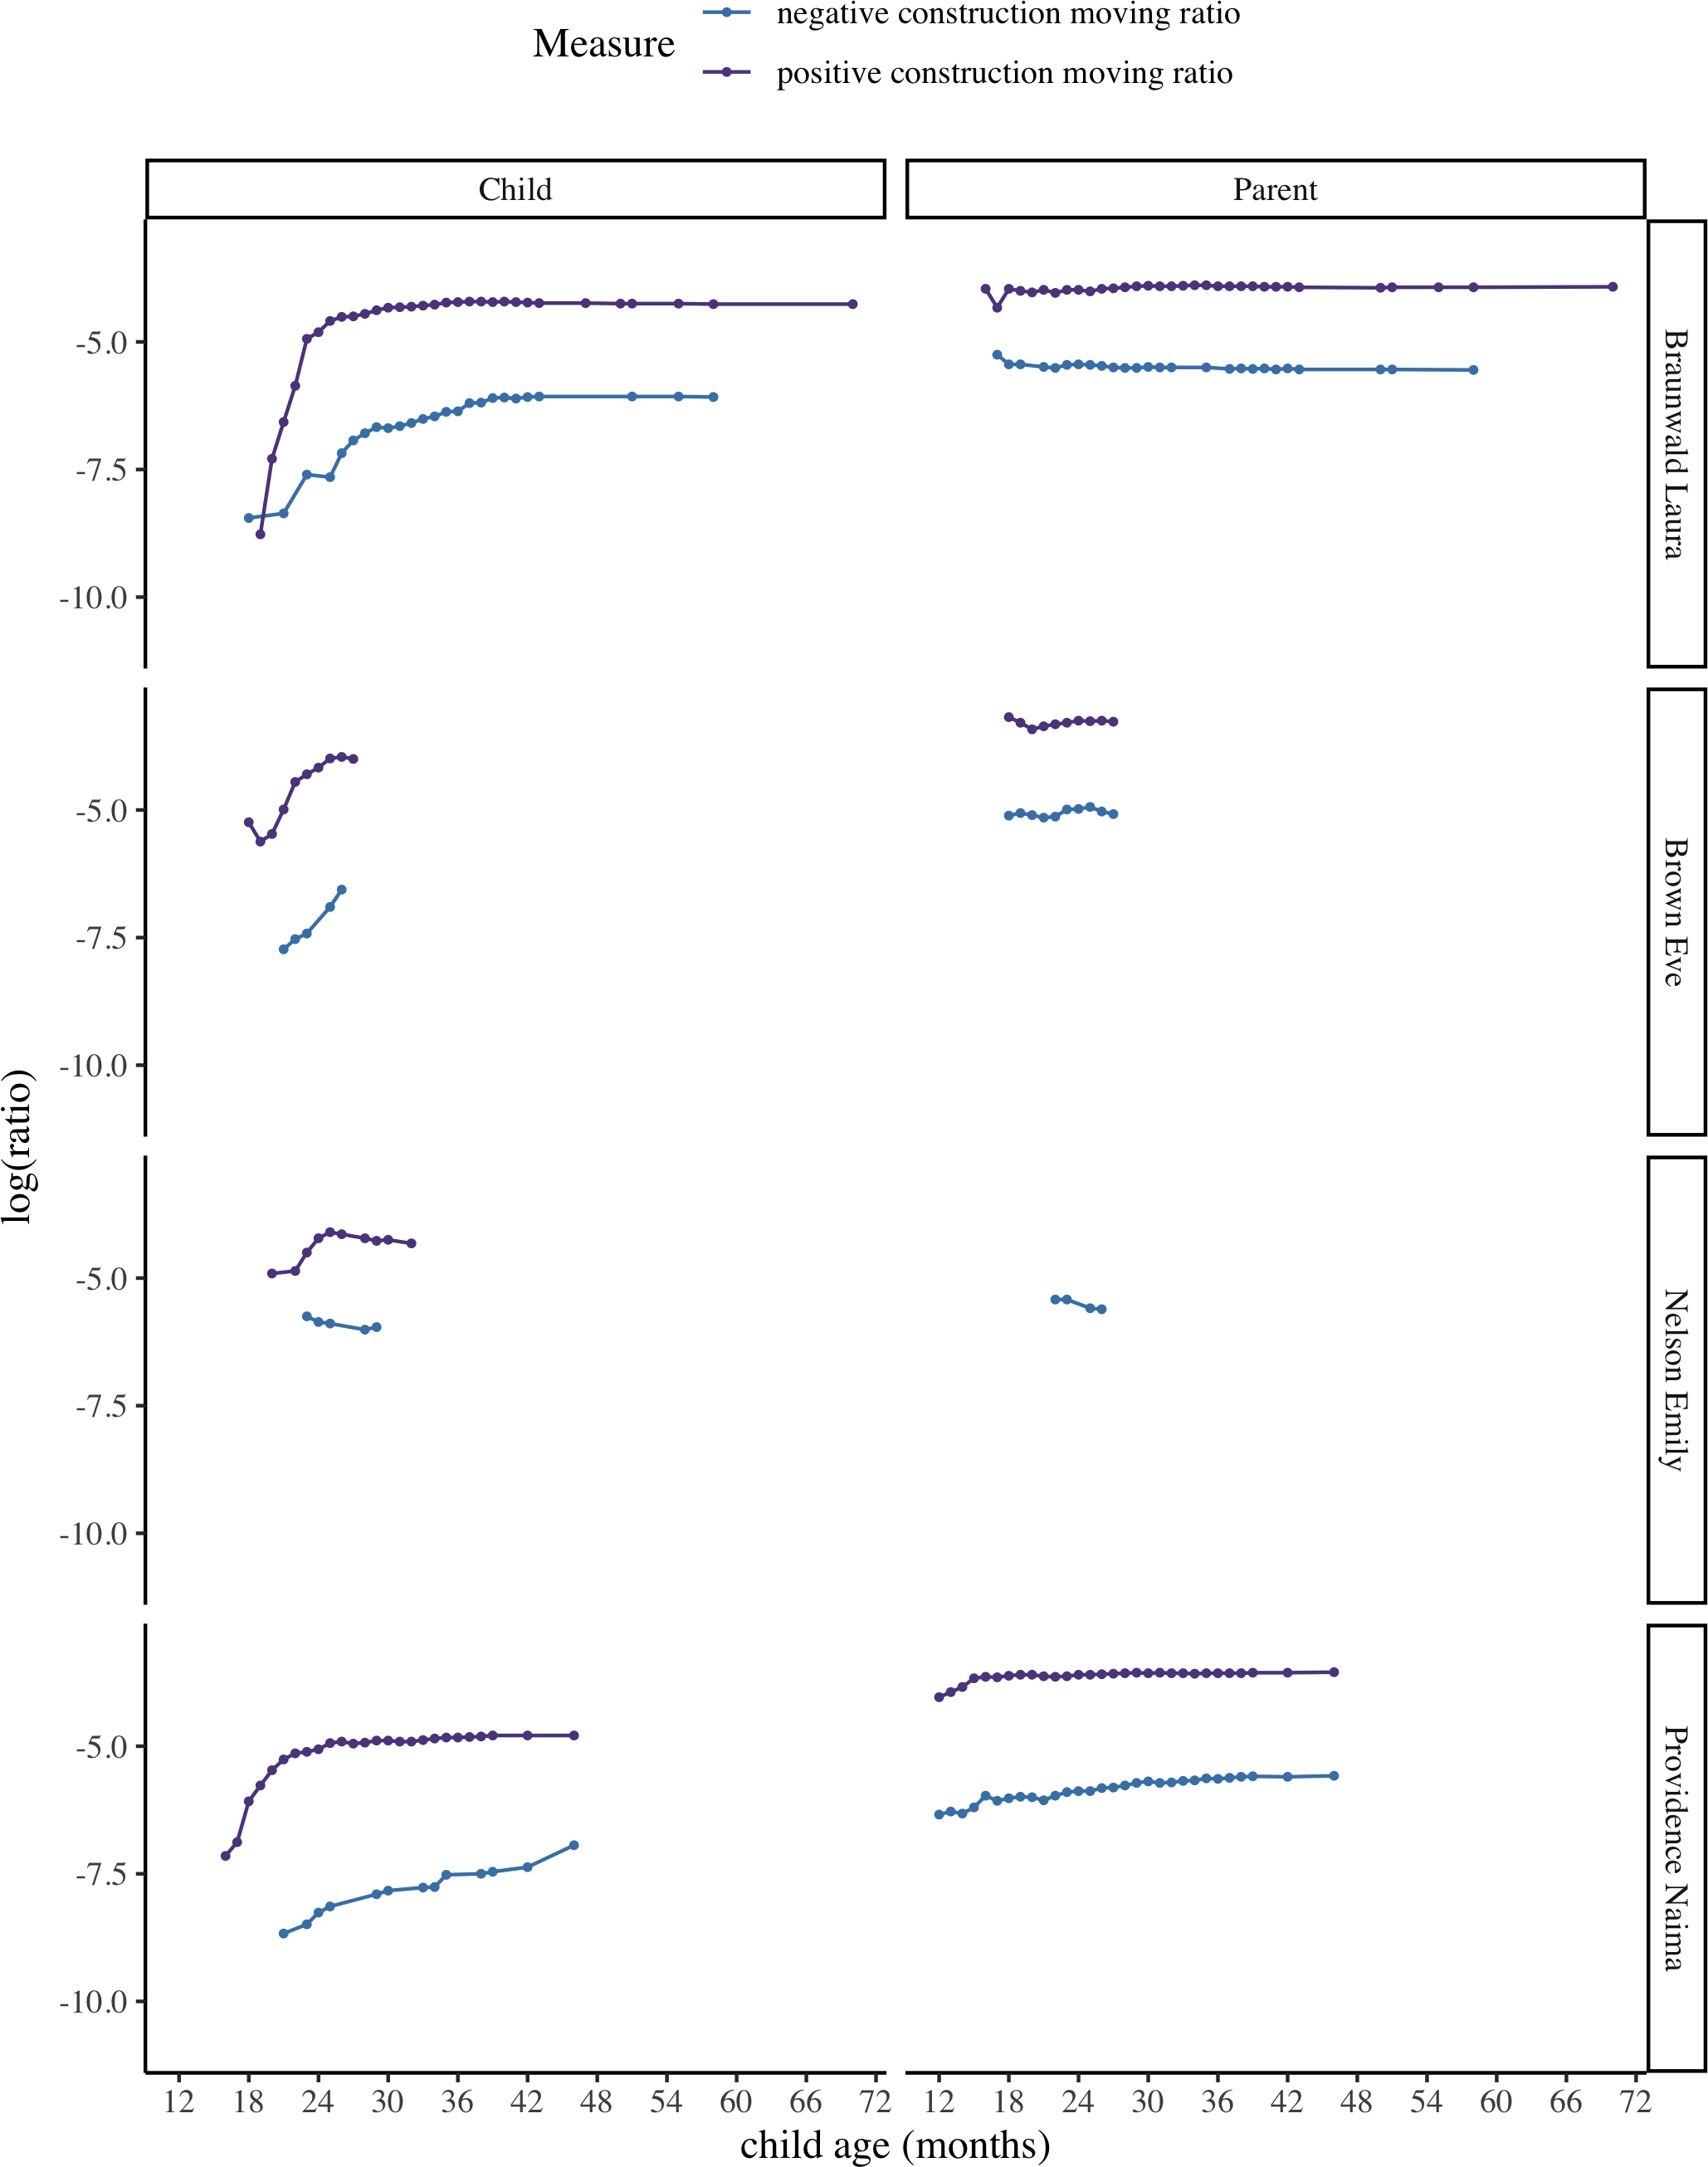 Measure
negative construction moving ratio
positive construction moving ratio
Child
Parent
-5.0
-7.5
-10.0
Braunwald Laura
-5.0
-7.5
-10.0
Brown Eve
log(ratio)
-5.0
-7.5
-10.0
Nelson Emily
-5.0
-7.5
-10.0
Providence Naima
12 18 24 30 36 42 48 54 60 66 72
12 18 24 30 36 42 48 54 60 66 72
child age (months)